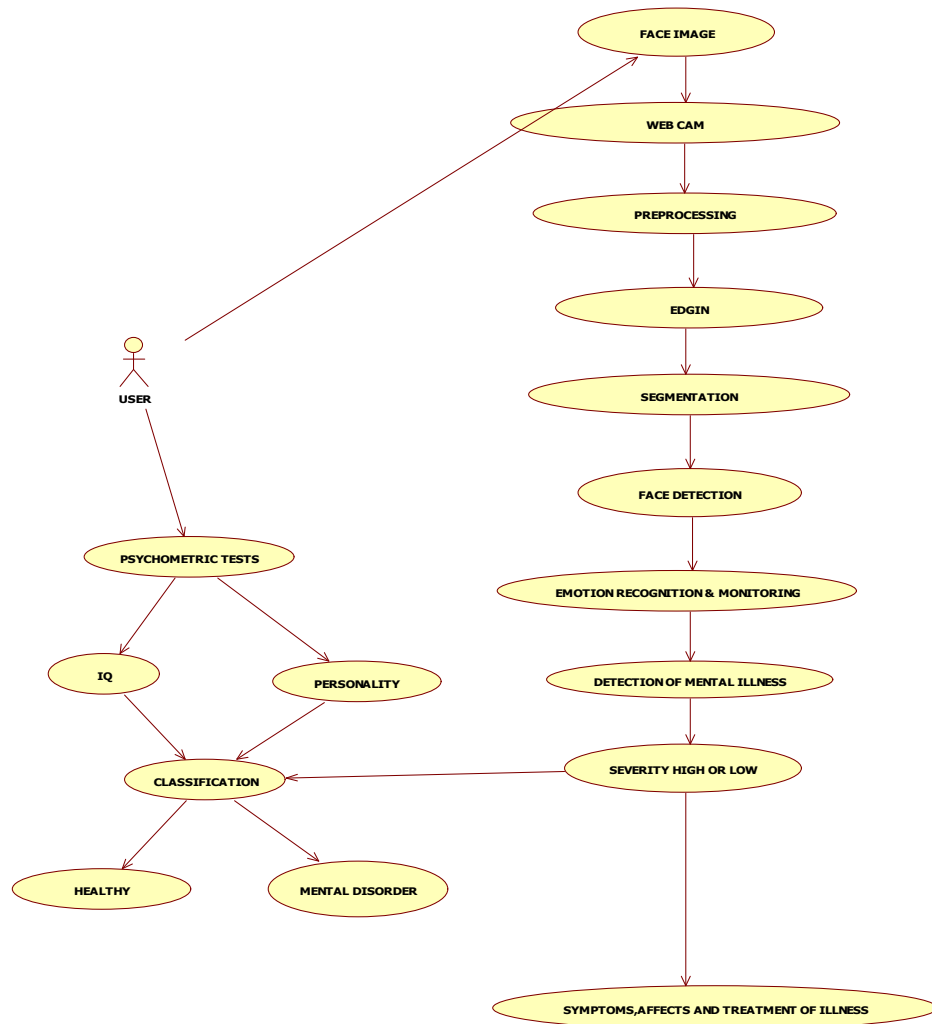 FACE IMAGE
WEB CAM
PREPROCESSING
EDGIN
USER
SEGMENTATION
FACE DETECTION
PSYCHOMETRIC TESTS
EMOTION RECOGNITION & MONITORING
IQ
PERSONALITY
DETECTION OF MENTAL ILLNESS
CLASSIFICATION
SEVERITY HIGH OR LOW
HEALTHY
MENTAL DISORDER
SYMPTOMS,AFFECTS AND TREATMENT OF ILLNESS